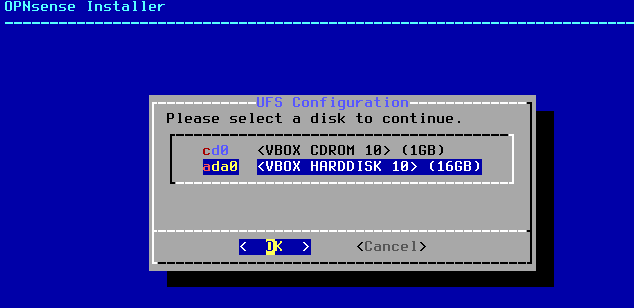 OPNsense Installer
UFS Configuration
Please select a disk to continue.
cd0 <VBOX CDROM 10> (1GB)
ada0 <VBOX HARDDISK 10> (16GB)
< OK > <Cancel>